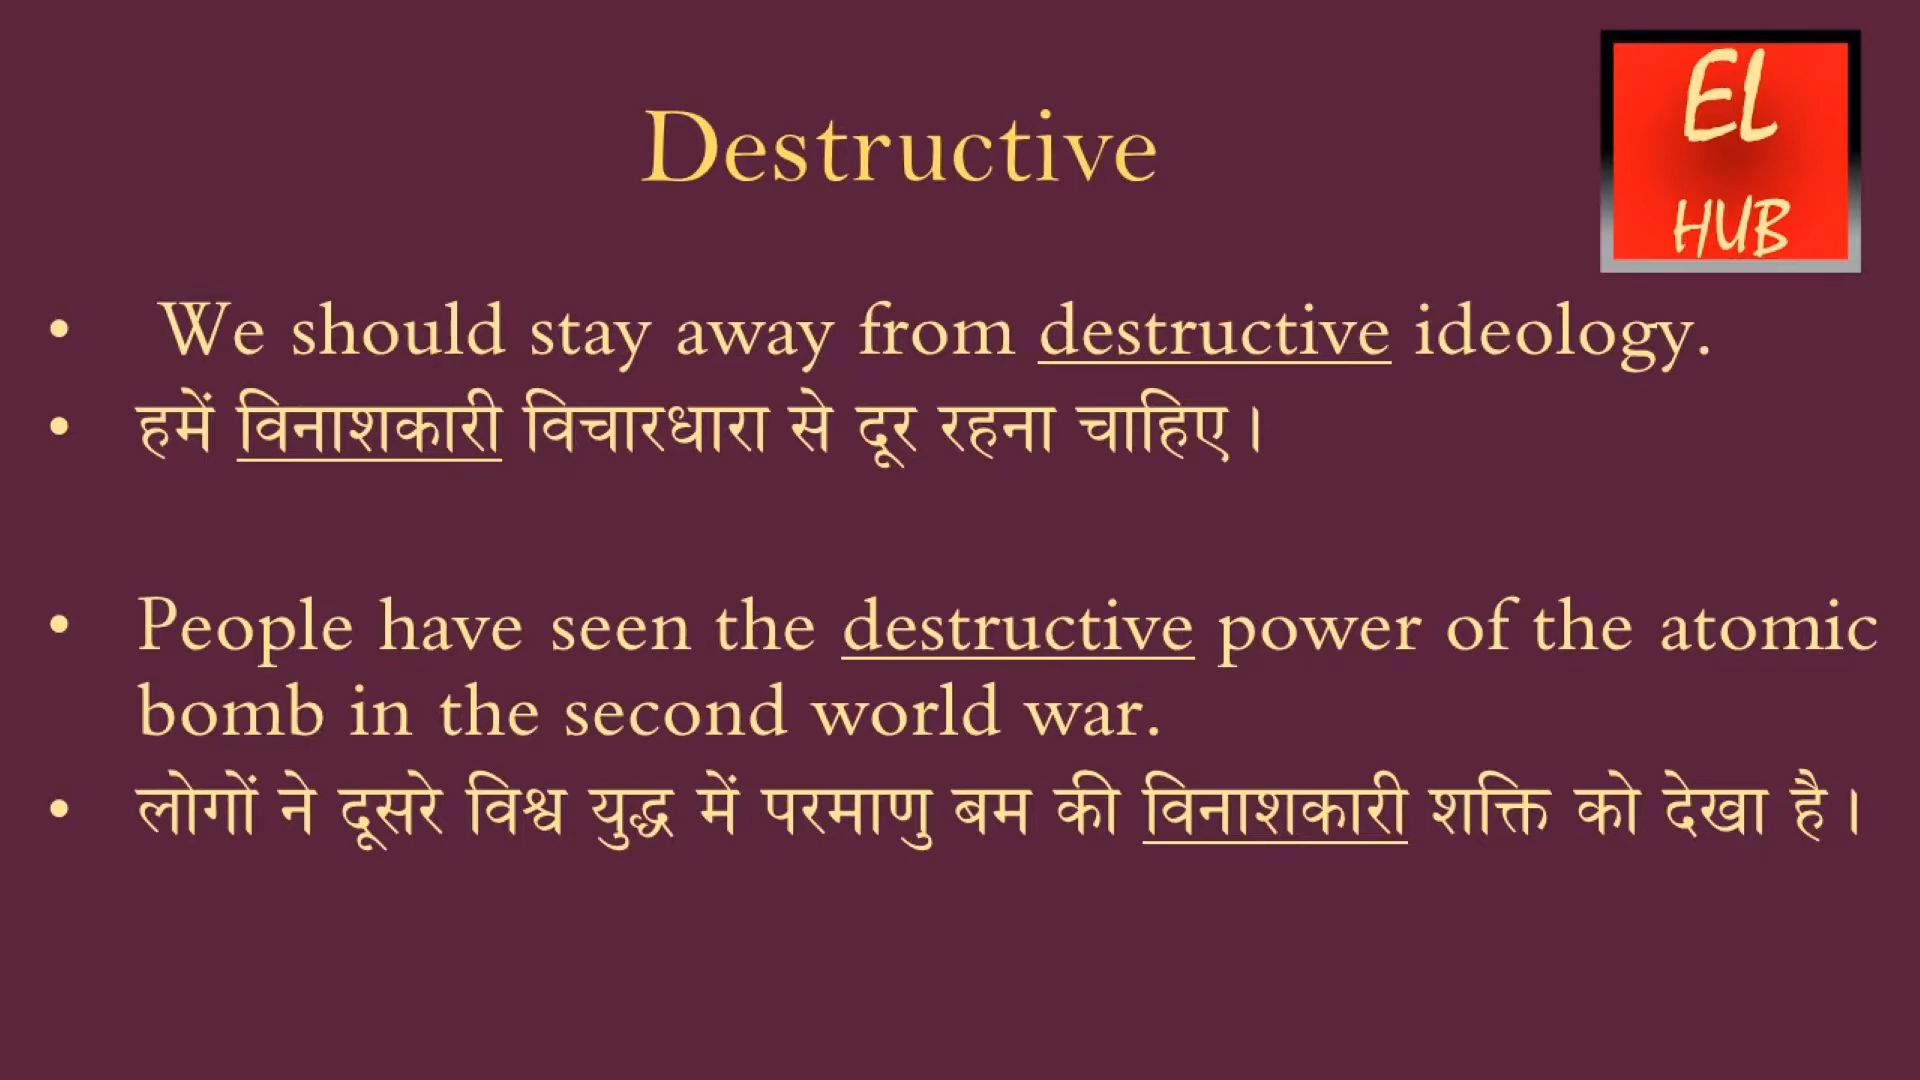 Destructive
EL
HUB
• We should stay away from destructive ideology.
• हमें विनाशकारी विचारधारा से दूर रहना चाहिए।
• People have seen the destructive power of the atomic
bomb in the second world war.
• लोगों ने दूसरे विश्व युद्ध में परमाणु बम की विनाशकारी शक्ति को देखा है।